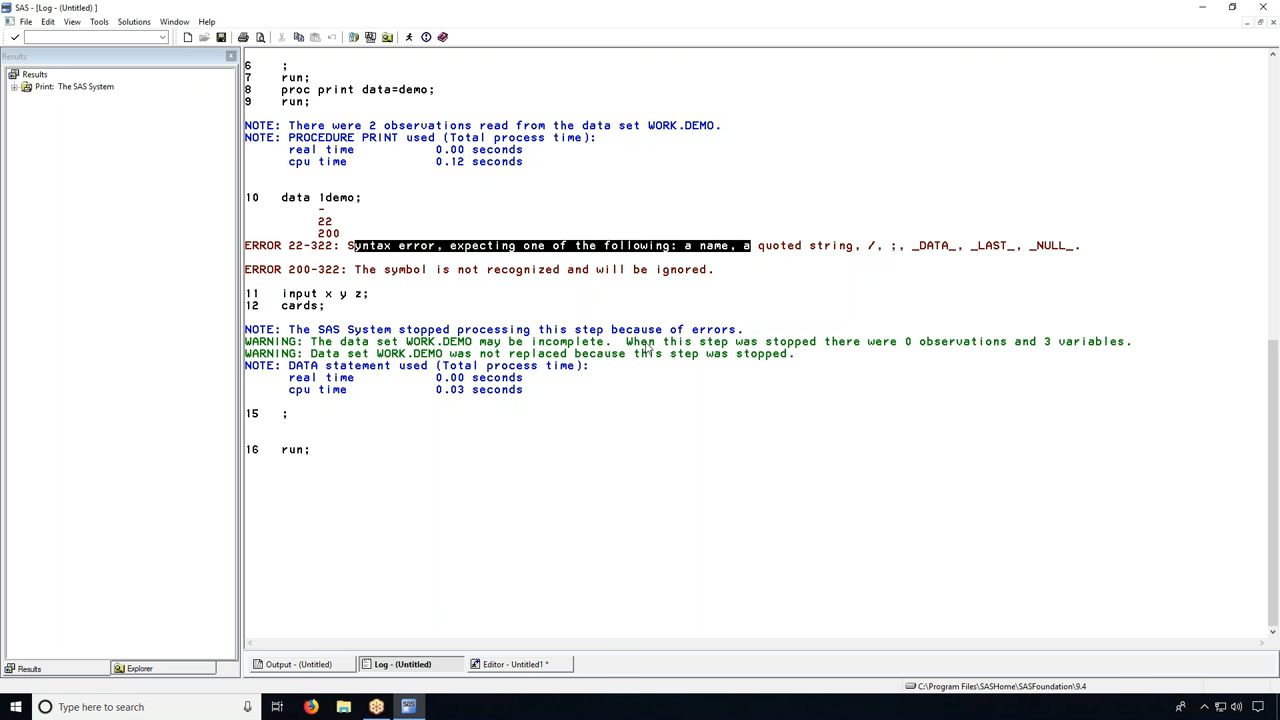 SAS - [Log - (Untitled) ]
File Edit View Tools Solutions Window Help
Results
Results
Print: The SAS System
6 ;
7 run;
8 proc print data=demo;
9 run;
NOTE: There were 2 observations read from the data set WORK.DEMO.
NOTE: PROCEDURE PRINT used (Total process time):
real time 0.00 seconds
cpu time 0.12 seconds
10 data 1demo;
-
22
200
ERROR 22-322: Syntax error, expecting one of the following: a name, a quoted string, /, ;, _DATA_, _LAST_, _NULL_.
ERROR 200-322: The symbol is not recognized and will be ignored.
11 input x y z;
12 cards;
NOTE: The SAS System stopped processing this step because of errors.
WARNING: The data set WORK.DEMO may be incomplete. When this step was stopped there were 0 observations and 3 variables.
WARNING: Data set WORK.DEMO was not replaced because this step was stopped.
NOTE: DATA statement used (Total process time):
real time 0.00 seconds
cpu time 0.03 seconds
15 ;
16 run;
Results Explorer
Output - (Untitled) Log - (Untitled) Editor - Untitled1 *
C:\Program Files\SASHome\SASFoundation\9.4
Type here to search